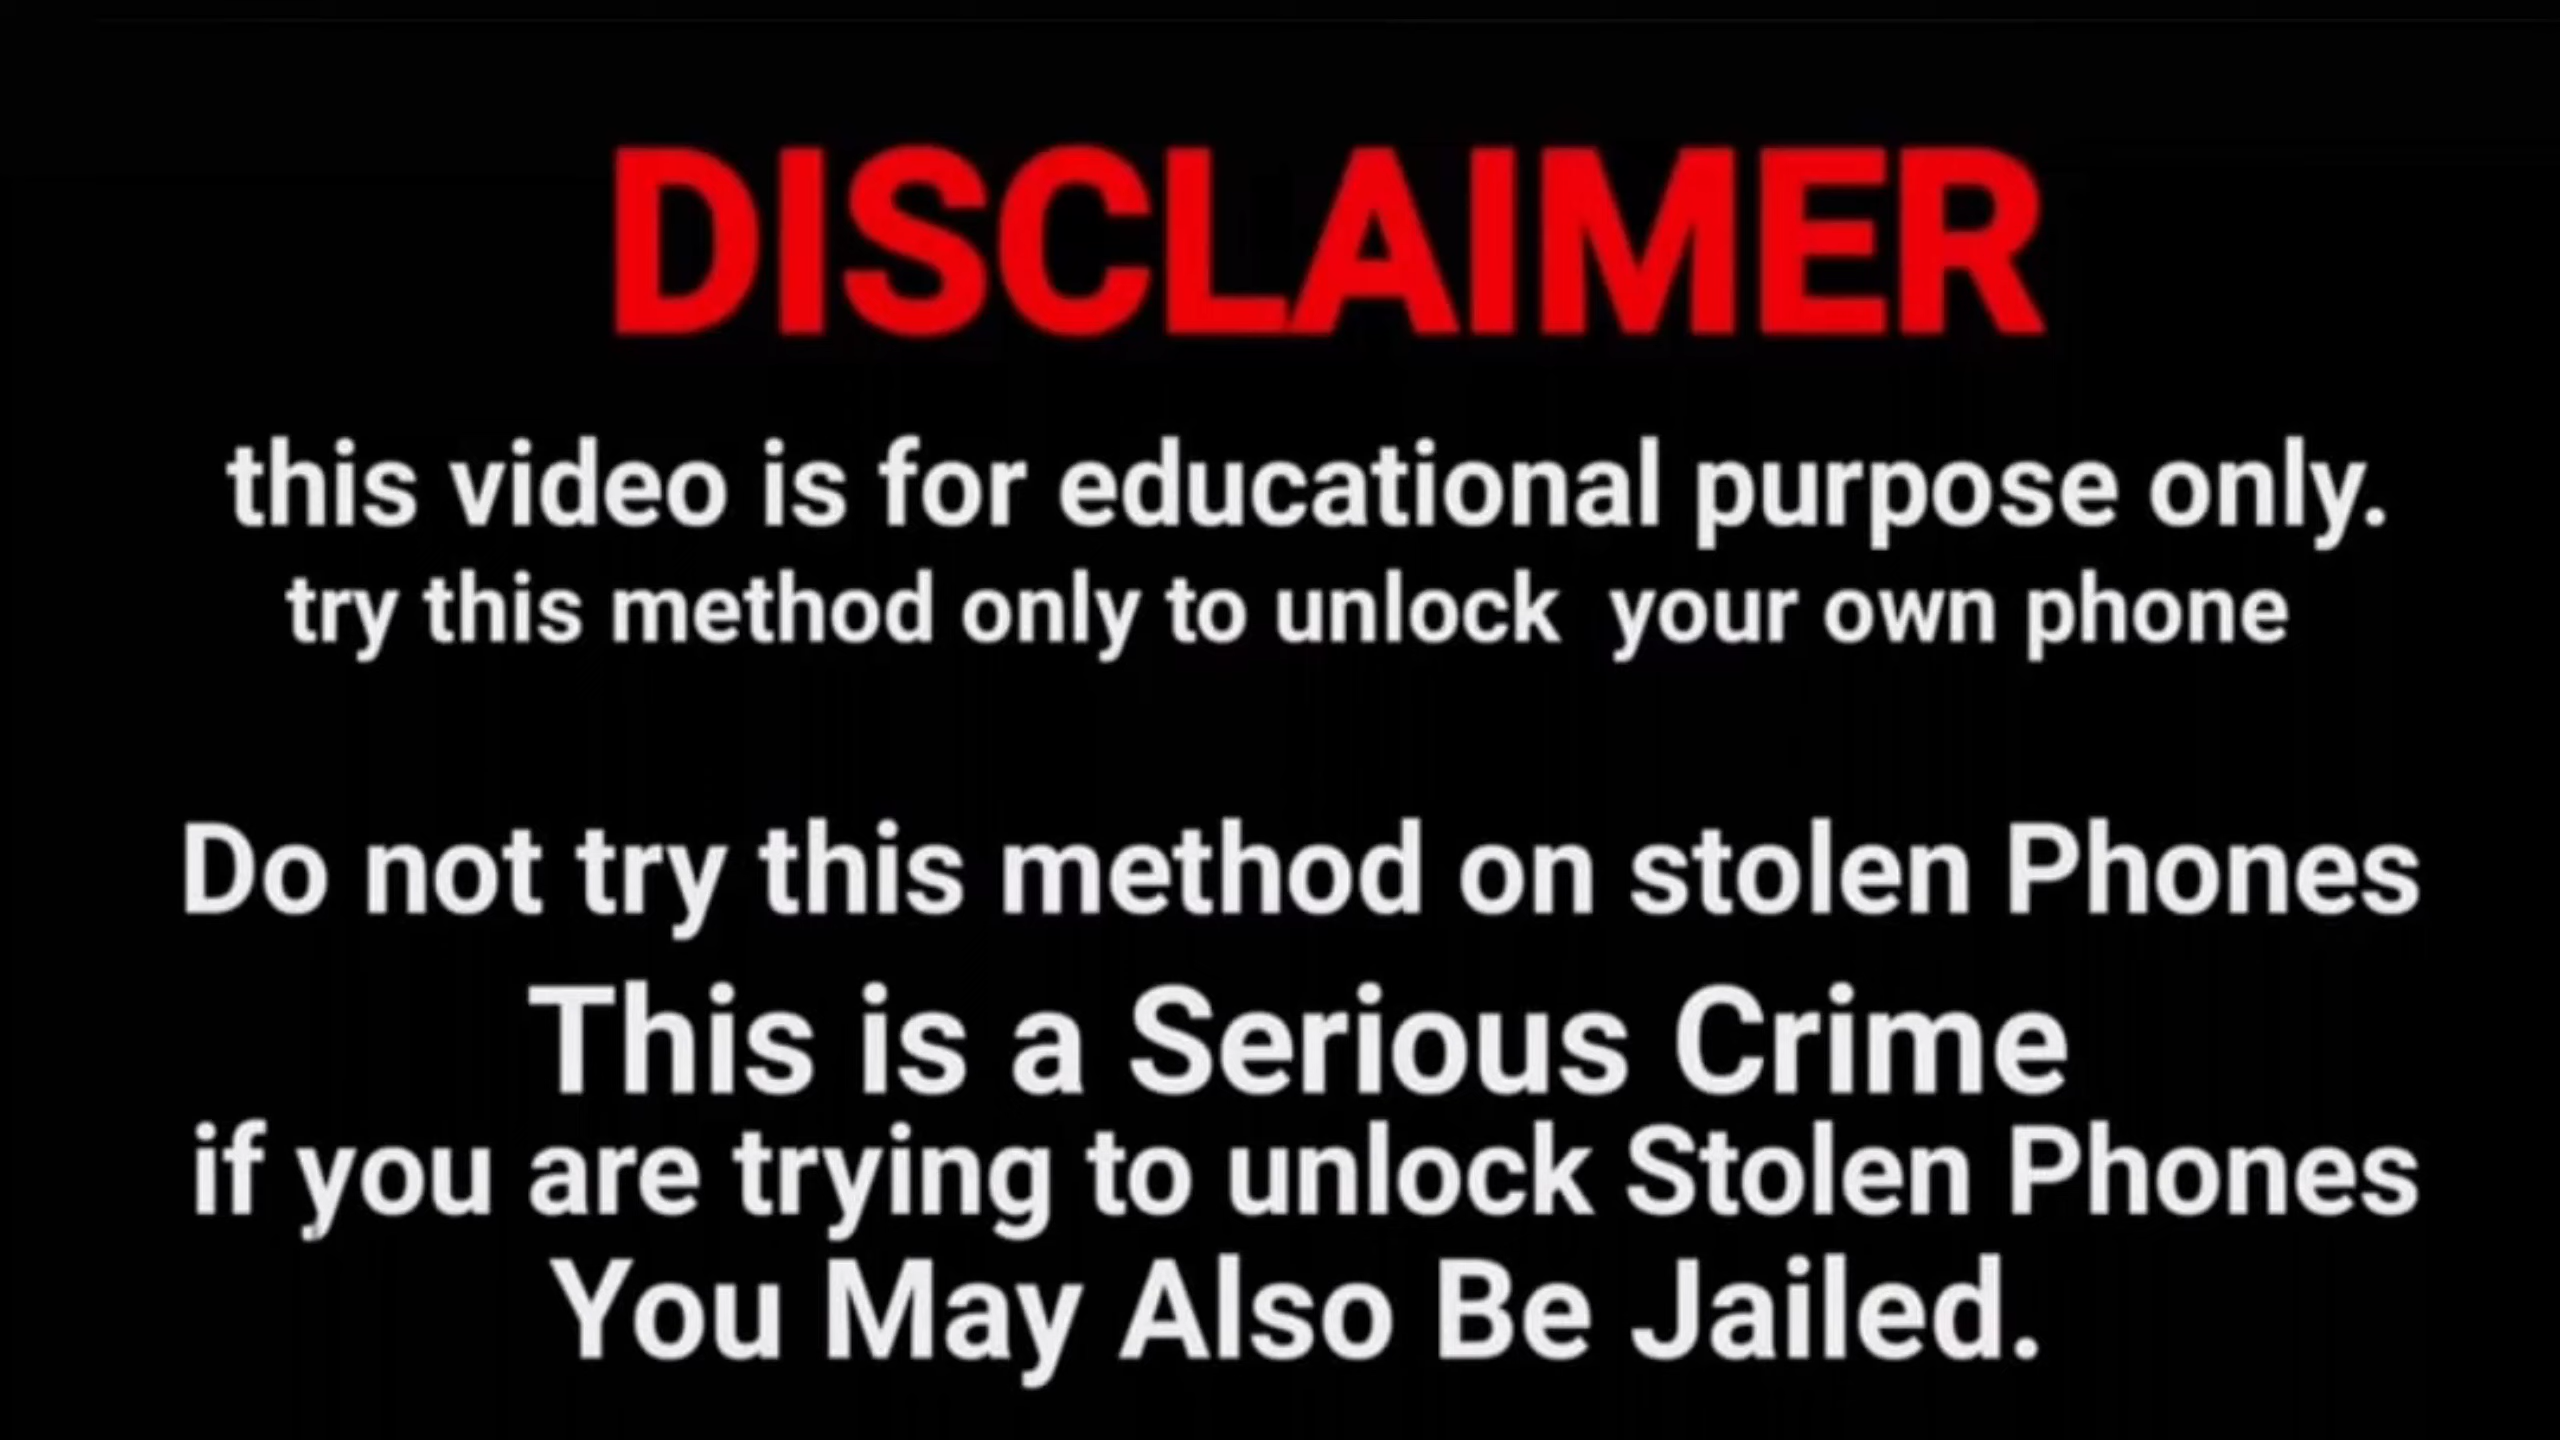 DISCLAIMER
this video is for educational purpose only.
try this method only to unlock  your own phone
Do not try this method on stolen Phones
This is a Serious Crime
if you are trying to unlock Stolen Phones
You May Also Be Jailed.